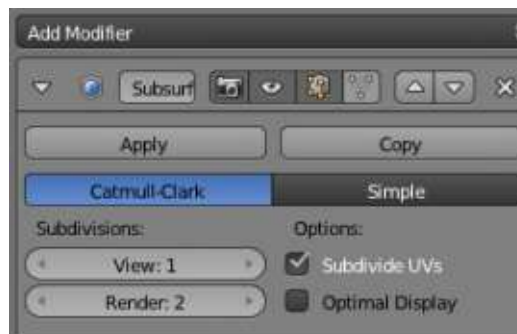 Add Modifier
Subsurf
Apply Copy
Catmull-Clark Simple
Subdivisions: Options:
View: 1 Subdivide UVs
Render: 2 Optimal Display